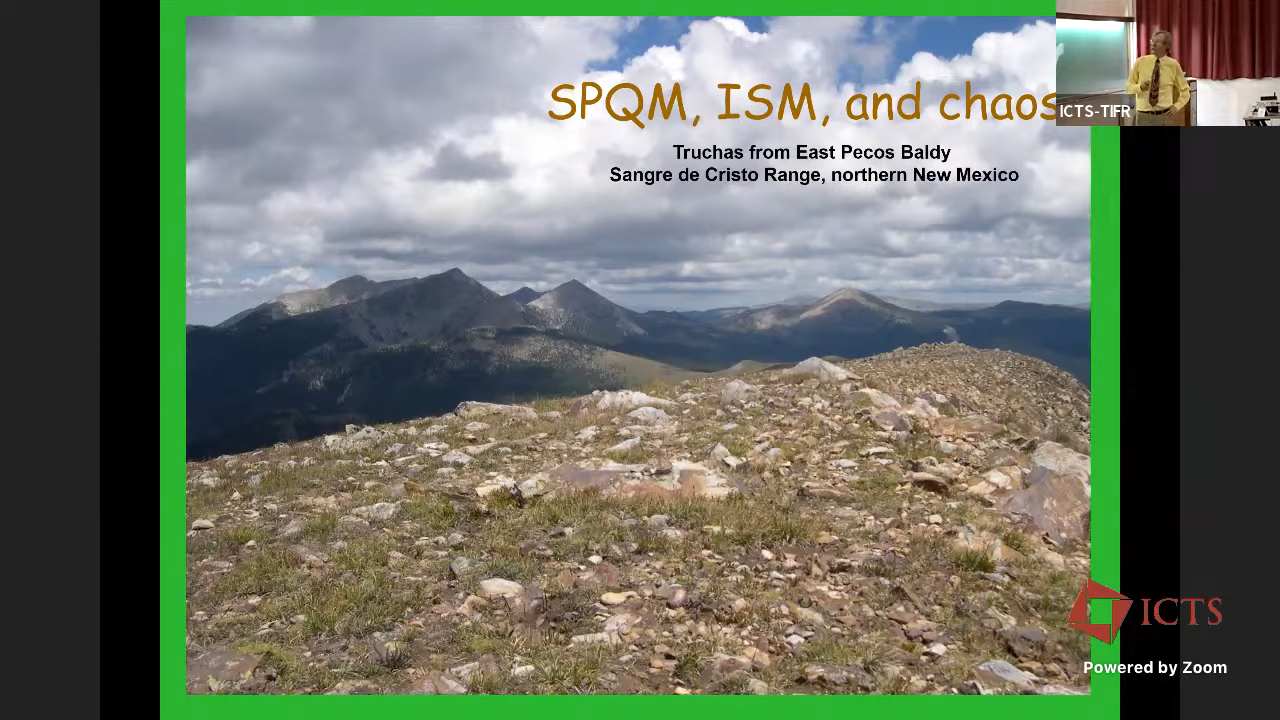 SPQM, ISM, and chaos
Truchas from East Pecos Baldy
Sangre de Cristo Range, northern New Mexico
ICTS-TIFR
ICTS
Powered by Zoom